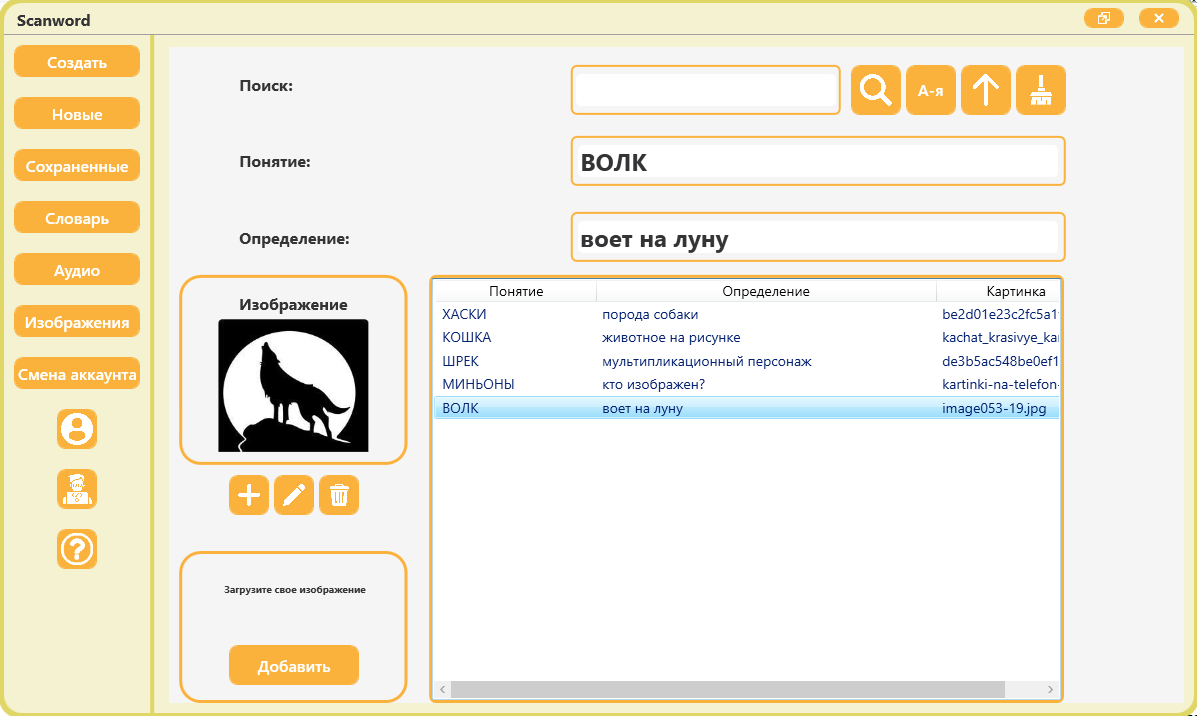 Scanword
Создать
Новые
Сохраненные
Словарь
Аудио
Изображения
Смена аккаунта
Поиск:
А-я
Понятие:
ВОЛК
Определение:
воет на луну
Изображение
Загрузите свое изображение
Добавить
Понятие Определение Картинка
ХАСКИ порода собаки be2d01e23c2fc5a1
КОШКА животное на рисунке kachat_krasivye_ka
ШРЕК мультипликационный персонаж de3b5ac548be0ef1
МИНЬОНЫ кто изображен? kartinki-na-telefon-
ВОЛК воет на луну image053-19.jpg